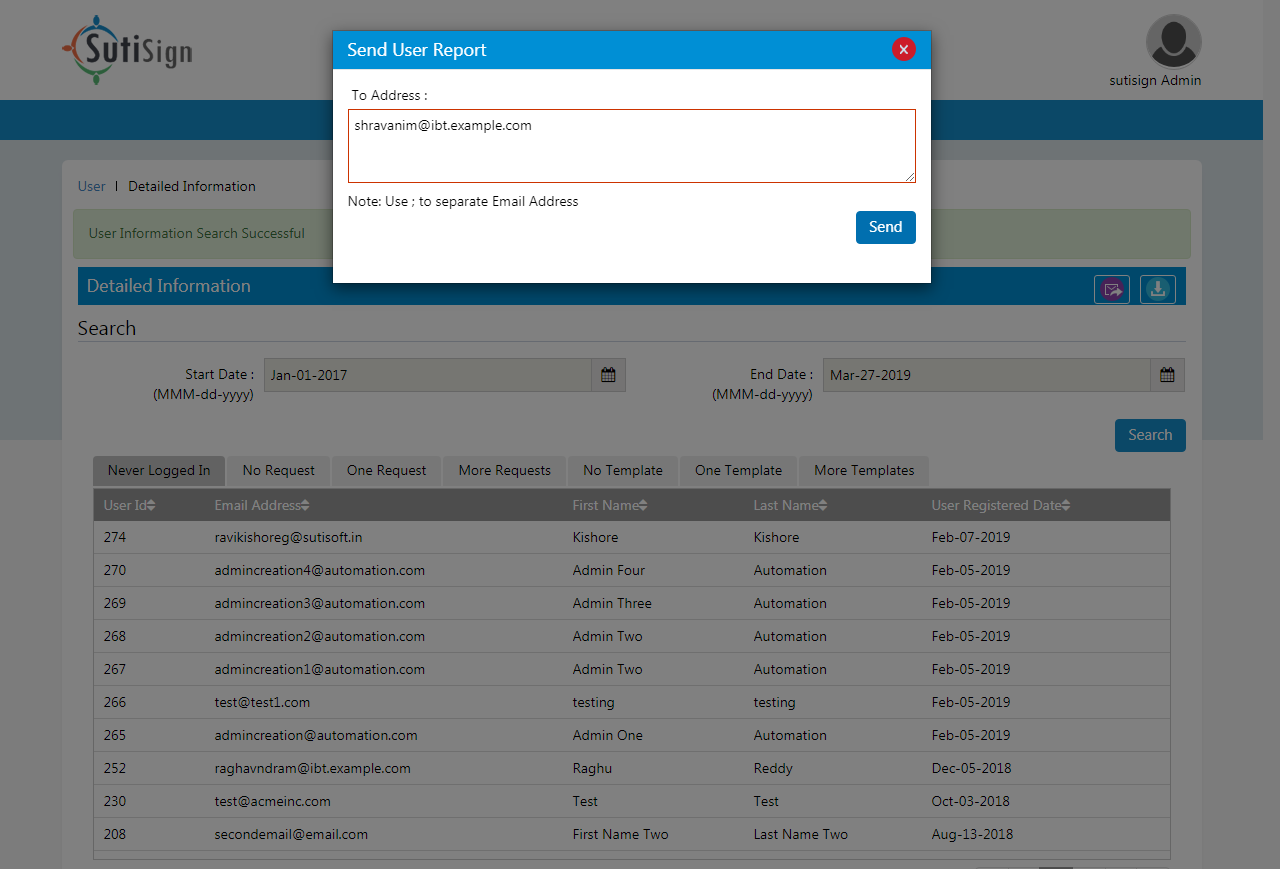 SutiSign
sutisign Admin
Send User Report
To Address :
shravanim@ibt.example.com
Note: Use ; to separate Email Address
Send
User | Detailed Information
User Information Search Successful
Detailed Information
Search
Start Date : Jan-01-2017 End Date : Mar-27-2019
(MMM-dd-yyyy) (MMM-dd-yyyy)
Search
Never Logged In No Request One Request More Requests No Template One Template More Templates
User Id Email Address First Name Last Name User Registered Date
274 ravikishoreg@sutisoft.in Kishore Kishore Feb-07-2019
270 admincreation4@automation.com Admin Four Automation Feb-05-2019
269 admincreation3@automation.com Admin Three Automation Feb-05-2019
268 admincreation2@automation.com Admin Two Automation Feb-05-2019
267 admincreation1@automation.com Admin Two Automation Feb-05-2019
266 test@test1.com testing testing Feb-05-2019
265 admincreation@automation.com Admin One Automation Feb-05-2019
252 raghavndram@ibt.example.com Raghu Reddy Dec-05-2018
230 test@acmeinc.com Test Test Oct-03-2018
208 secondemail@email.com First Name Two Last Name Two Aug-13-2018